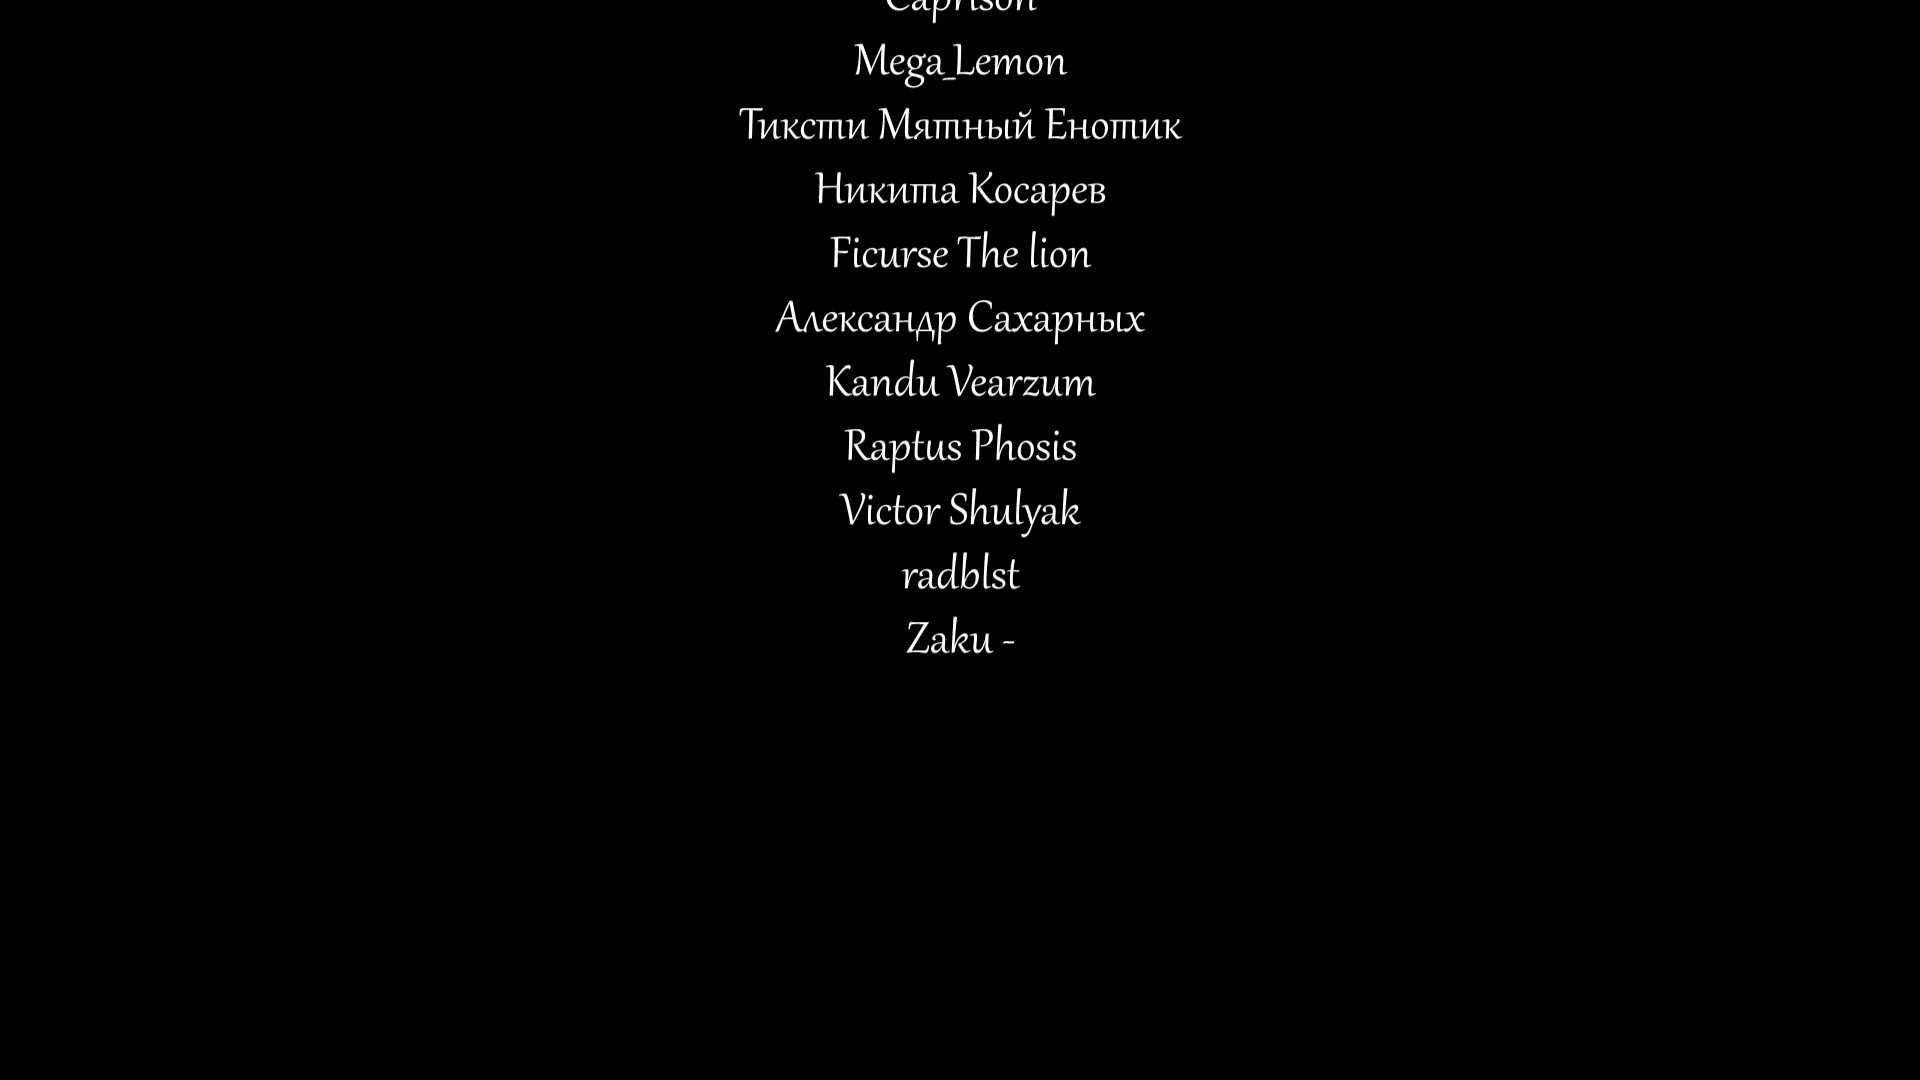 Mega_Lemon
Тиксти Мятный Енотик
Никита Косарев
Ficurse The lion
Александр Сахарных
Kandu Vearzum
Raptus Phosis
Victor Shulyak
radblst
Zaku -